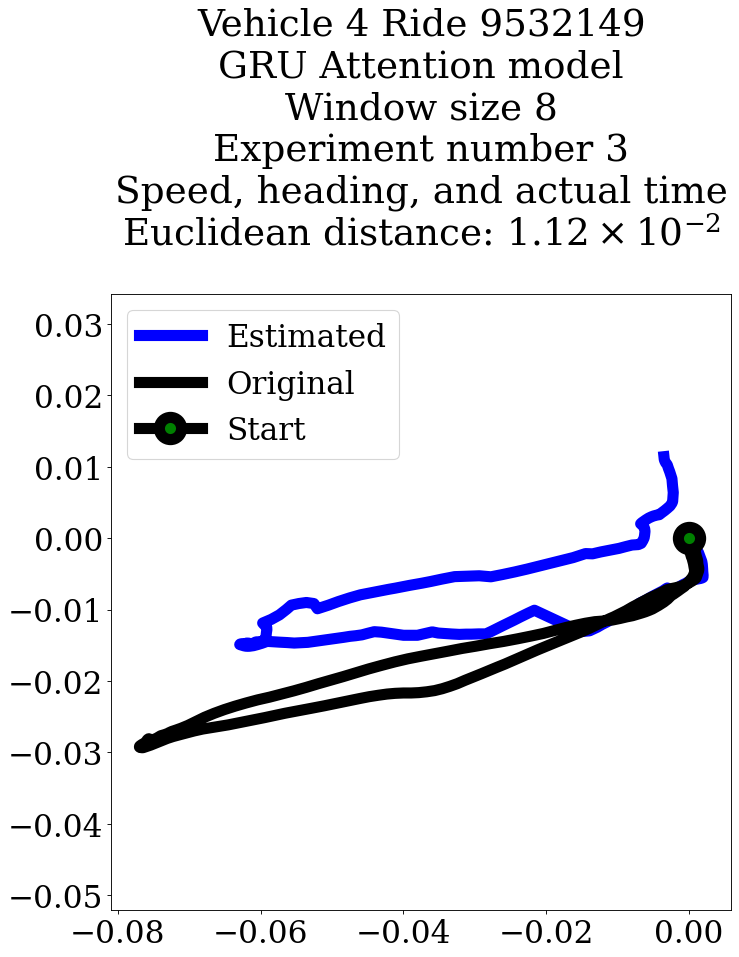 Vehicle 4 Ride 9532149
GRU Attention model
Window size 8
Experiment number 3
Speed, heading, and actual time
Euclidean distance: 1.12 × 10⁻²
Estimated
Original
Start
0.03
0.02
0.01
0.00
−0.01
−0.02
−0.03
−0.04
−0.05
−0.08 −0.06 −0.04 −0.02 0.00